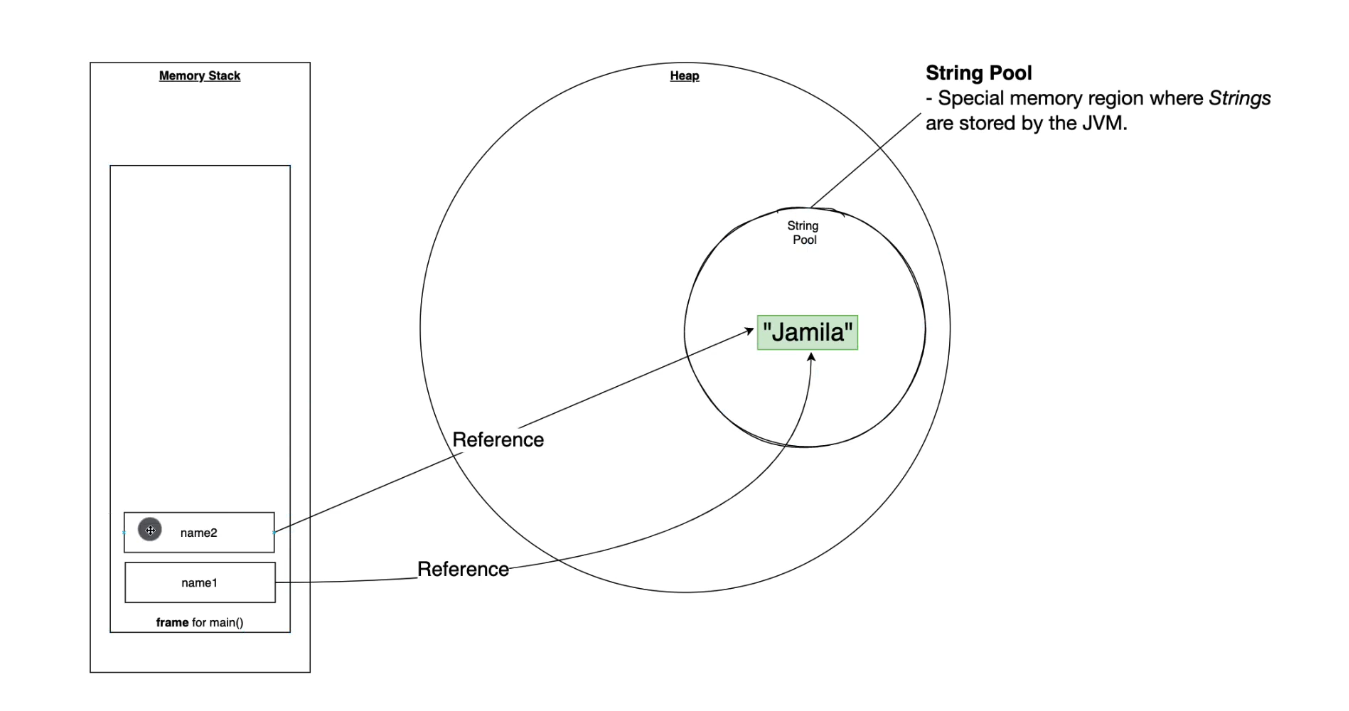 Memory Stack
name2
name1
frame for main()
Reference
Reference
Heap
String
Pool
"Jamila"
String Pool
- Special memory region where Strings
are stored by the JVM.